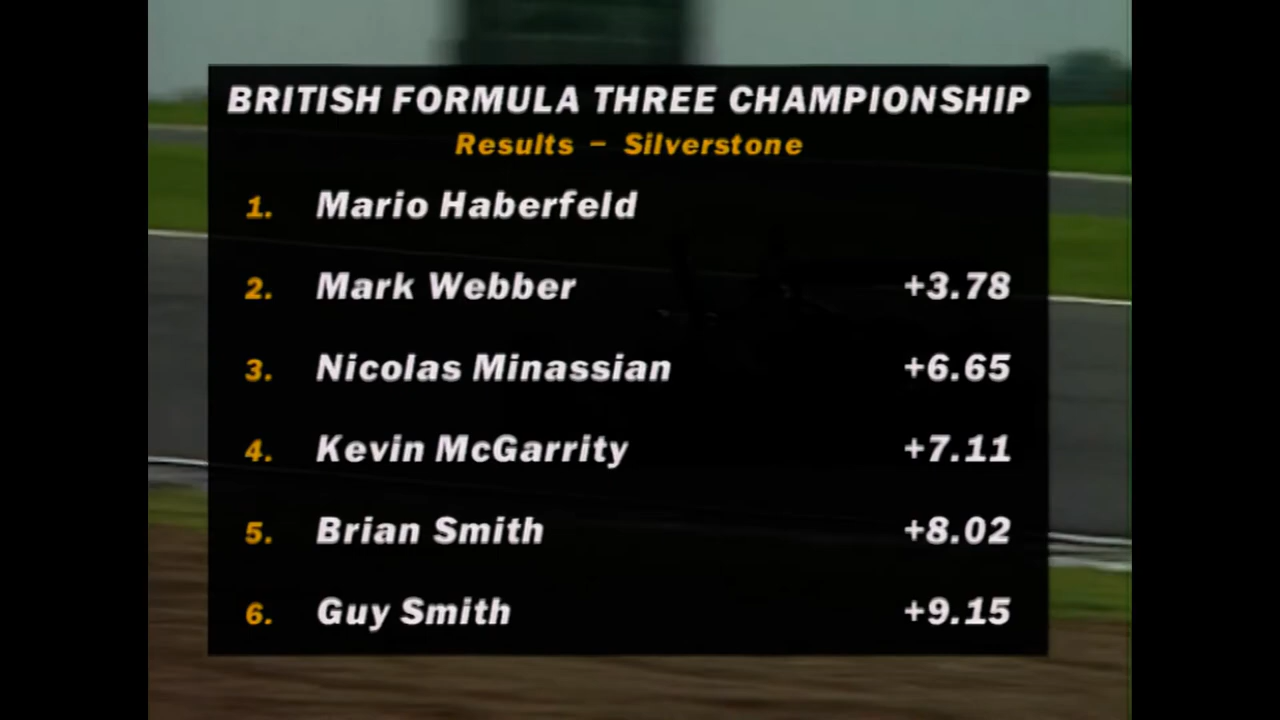 BRITISH FORMULA THREE CHAMPIONSHIP
Results - Silverstone
1. Mario Haberfeld
2. Mark Webber +3.78
3. Nicolas Minassian +6.65
4. Kevin McGarrity +7.11
5. Brian Smith +8.02
6. Guy Smith +9.15